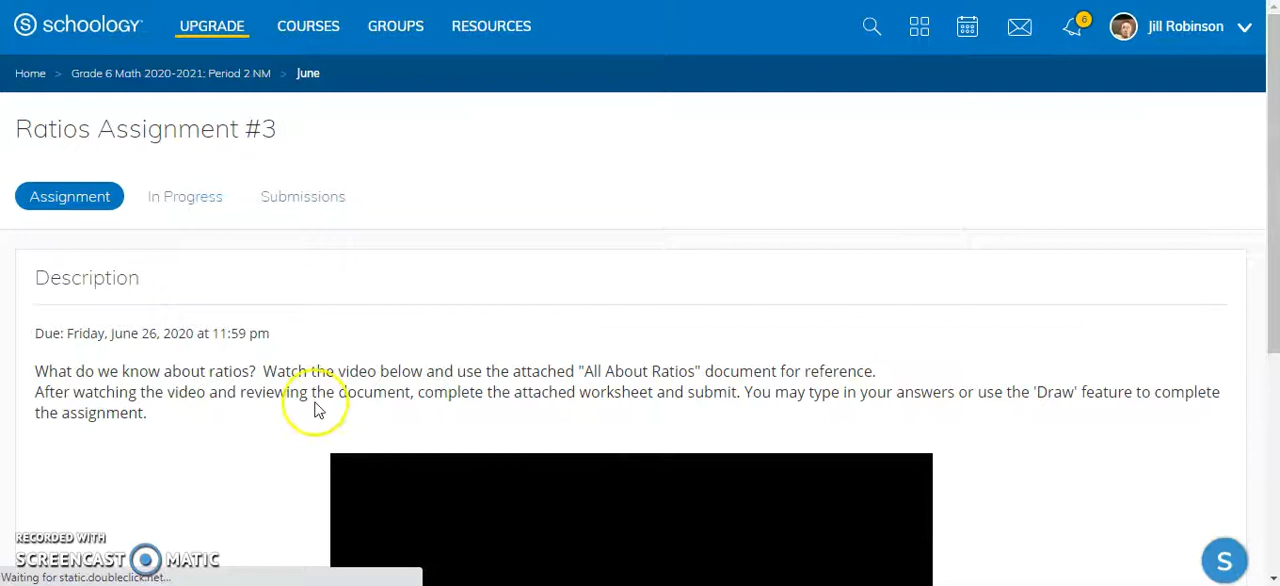 schoology
UPGRADE
COURSES
GROUPS
RESOURCES
6
Jill Robinson
Home > Grade 6 Math 2020-2021: Period 2 NM > June
Ratios Assignment #3
Assignment
In Progress
Submissions
Description
Due: Friday, June 26, 2020 at 11:59 pm
What do we know about ratios?  Watch the video below and use the attached "All About Ratios" document for reference.
After watching the video and reviewing the document, complete the attached worksheet and submit. You may type in your answers or use the 'Draw' feature to complete
the assignment.
RECORDED WITH
SCREENCAST MATIC
Waiting for static.doubleclick.net...
S